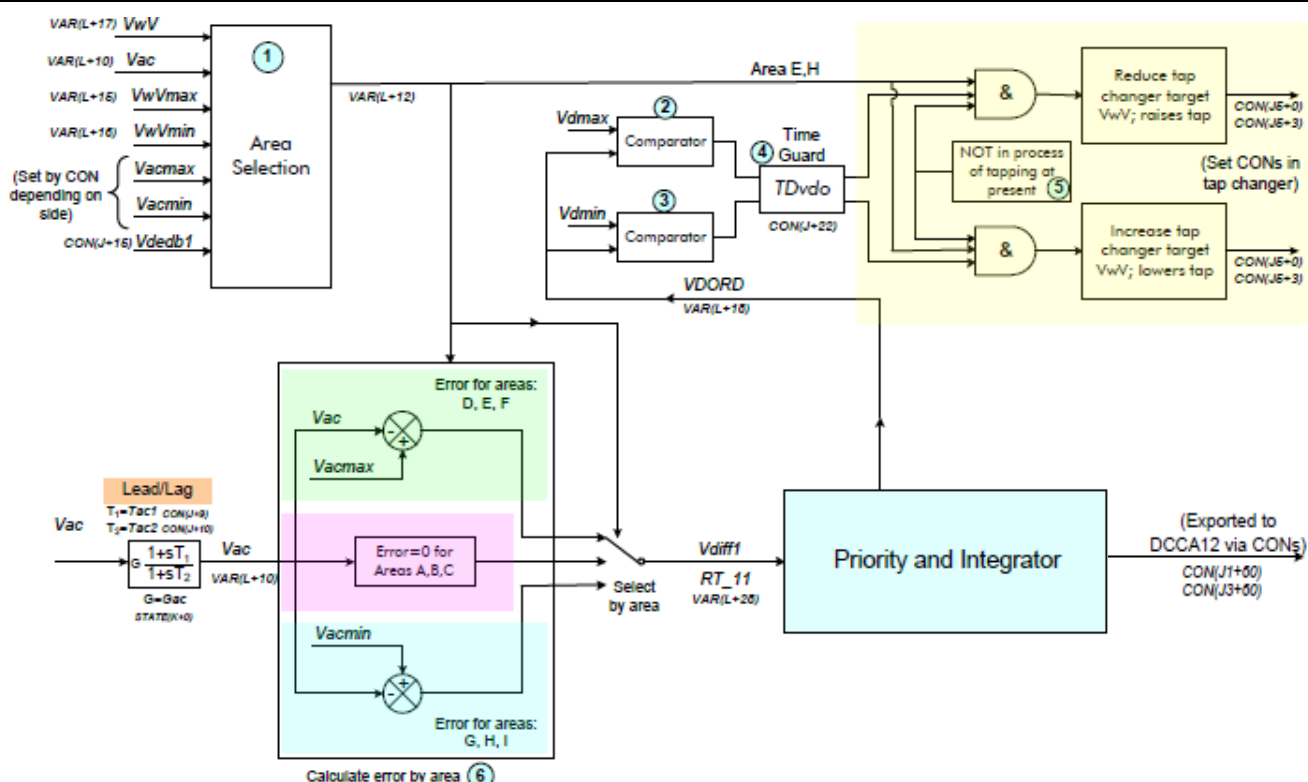 VAR(L+17) VwV
VAR(L+10) Vac
VAR(L+15) VwVmax
VAR(L+16) VwVmin
(Set by CON
depending on
side)
Vacmax
Vacmin
CON(J+15) Vdedb1
1
Area
Selection
VAR(L+12)
Area E,H
Vdmax
2
Comparator
Vdmin
3
Comparator
Time
Guard
4
TDvdo
CON(J+22)
VDORD
VAR(L+18)
&
Reduce tap
changer target
VwV; raises tap
CON(J5+0)
CON(J5+3)
NOT in process
of tapping at
present 5
(Set CONs in
tap changer)
&
Increase tap
changer target
VwV; lowers tap
CON(J5+0)
CON(J5+3)
Error for areas:
D, E, F
Vac
-
+
Vacmax
Lead/Lag
T1=Tac1 CON(J+9)
T2=Tac2 CON(J+10)
Vac
G 1+sT1
1+sT2
G=Gac
STATE(K+0)
Vac
VAR(L+10)
Error=0 for
Areas A,B,C
Vacmin
+
-
Error for areas:
G, H, I
Calculate error by area 6
Select
by area
Vdiff1
RT_11
VAR(L+26)
Priority and Integrator
(Exported to
DCCA12 via CONs)
CON(J1+60)
CON(J3+60)